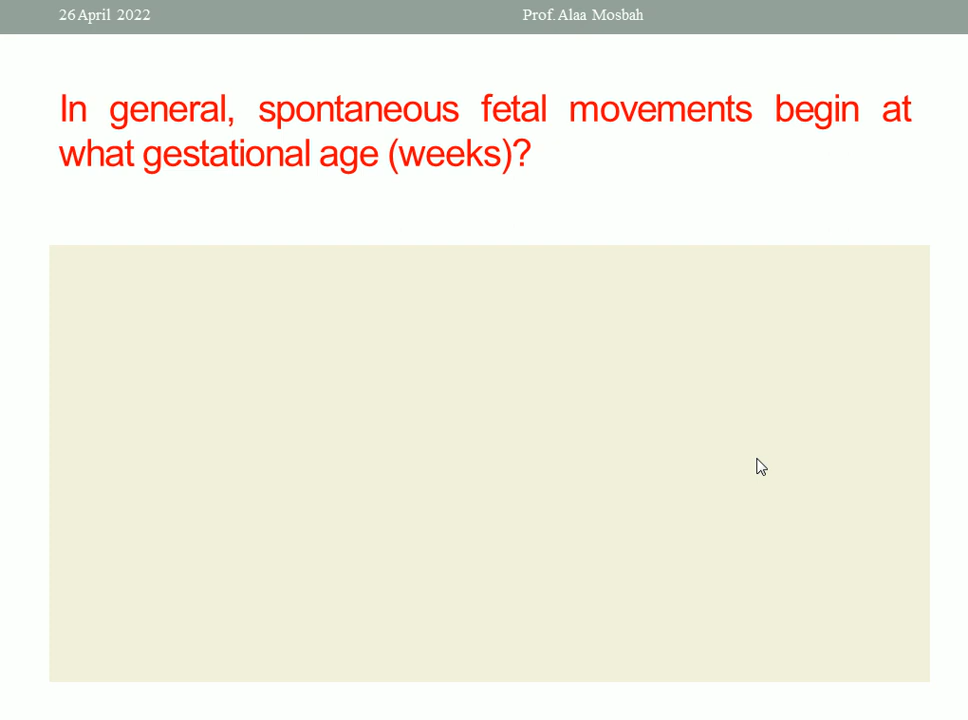 26 April 2022 Prof. Alaa Mosbah
In general, spontaneous fetal movements begin at
what gestational age (weeks)?